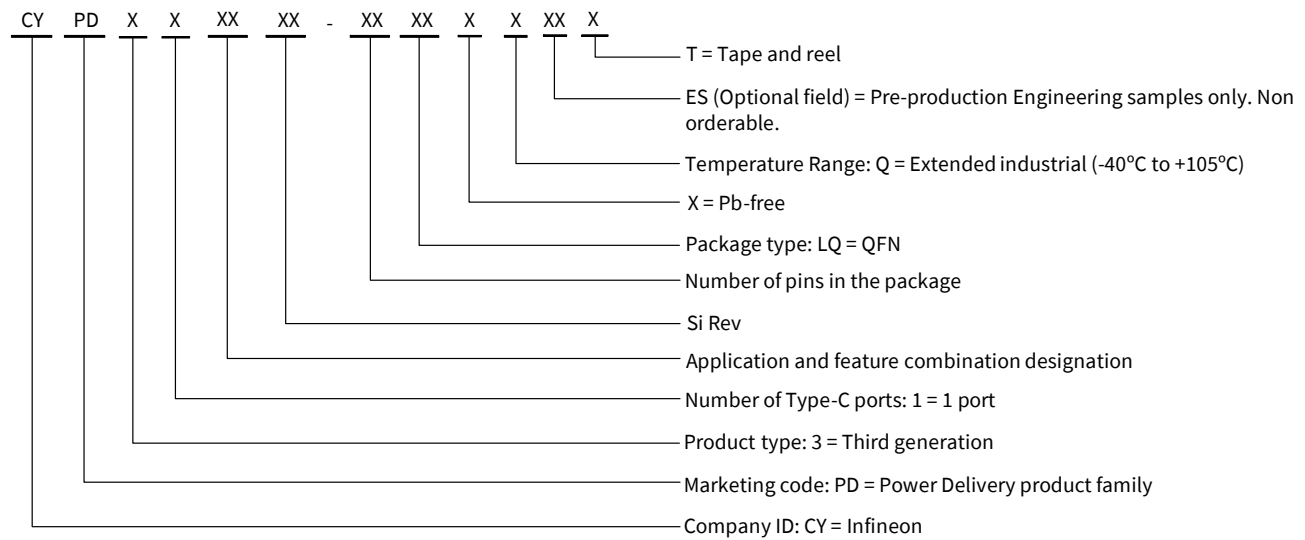 CY PD X X XX XX - XX XX X X XX X
T = Tape and reel
ES (Optional field) = Pre-production Engineering samples only. Non
orderable.
Temperature Range: Q = Extended industrial (-40ºC to +105ºC)
X = Pb-free
Package type: LQ = QFN
Number of pins in the package
Si Rev
Application and feature combination designation
Number of Type-C ports: 1 = 1 port
Product type: 3 = Third generation
Marketing code: PD = Power Delivery product family
Company ID: CY = Infineon